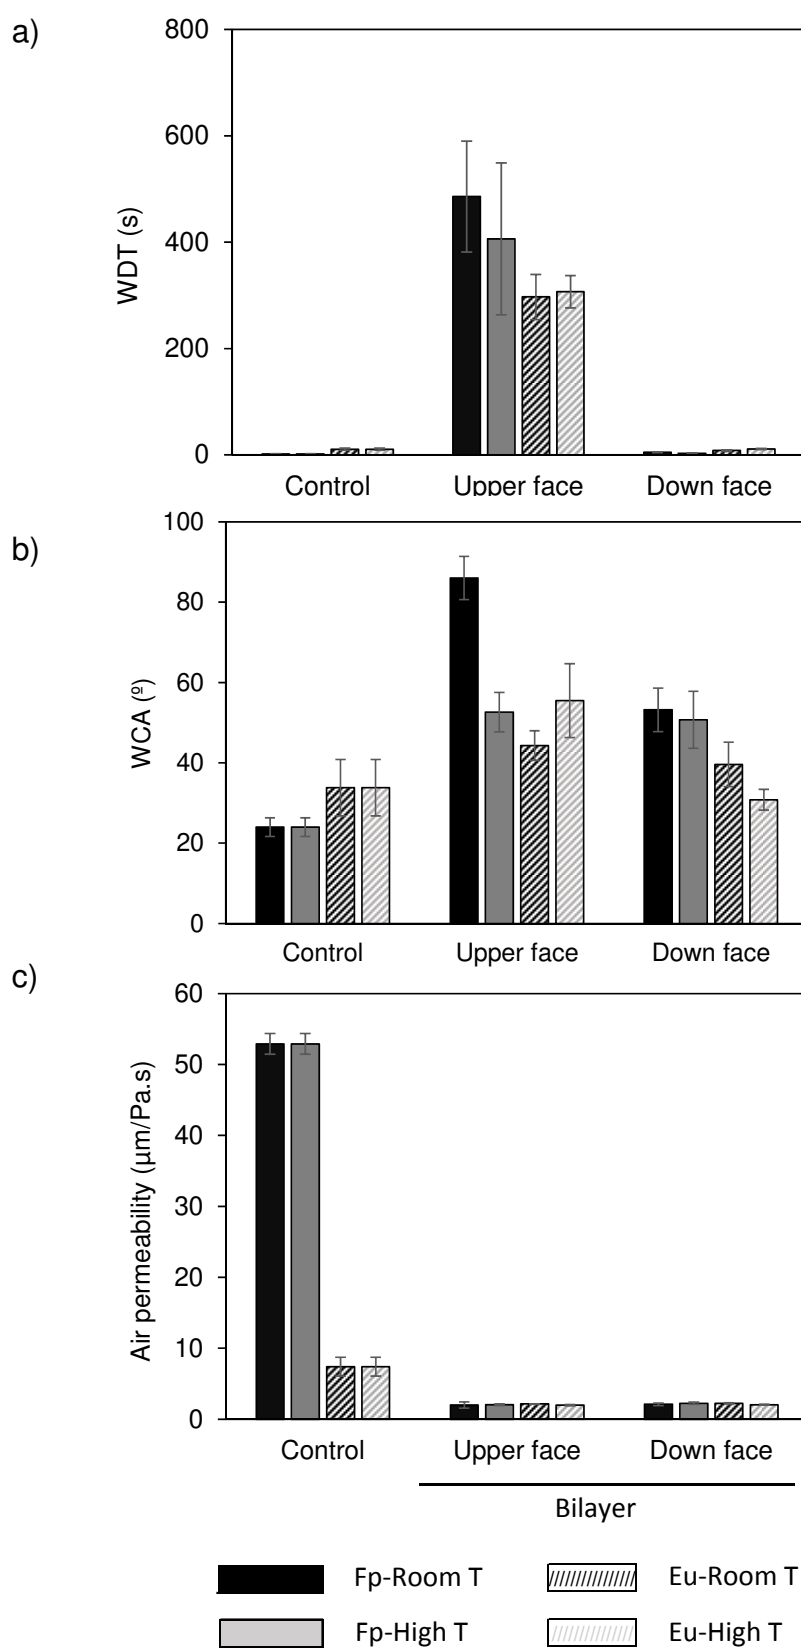 a)
800
600
400
200
0
WDT (s)
Control Upper face Down face
b)
100
80
60
40
20
0
WCA (º)
Control Upper face Down face
c)
60
50
40
30
20
10
0
Air permeability (µm/Pa.s)
Control Upper face Down face
Bilayer
Fp-Room T Eu-Room T
Fp-High T Eu-High T